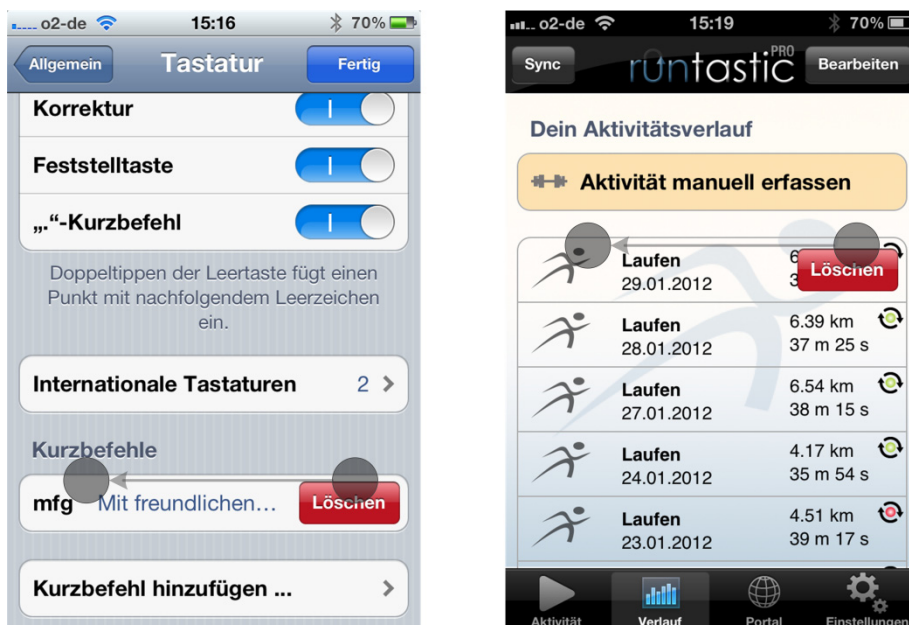 o2-de 15:16 70%
Allgemein Tastatur Fertig
Korrektur
Feststelltaste
„.“-Kurzbefehl
Doppeltippen der Leertaste fügt einen
Punkt mit nachfolgendem Leerzeichen
ein.
Internationale Tastaturen 2
Kurzbefehle
mfg Mit freundlichen... Löschen
Kurzbefehl hinzufügen ...
o2-de 15:19 70%
Sync runtastic PRO Bearbeiten
Dein Aktivitätsverlauf
Aktivität manuell erfassen
Laufen 6. Löschen
29.01.2012 3
Laufen 6.39 km
28.01.2012 37 m 25 s
Laufen 6.54 km
27.01.2012 38 m 15 s
Laufen 4.17 km
24.01.2012 35 m 54 s
Laufen 4.51 km
23.01.2012 39 m 17 s
Aktivität Verlauf Portal Einstellungen